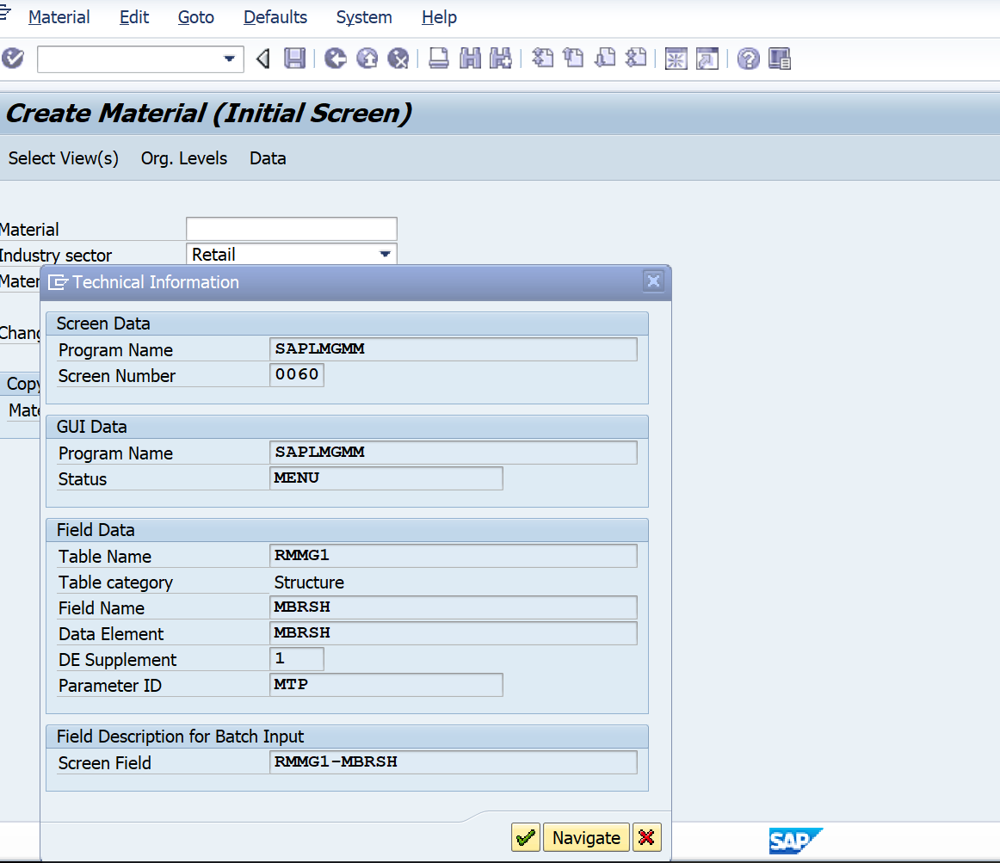 Material Edit Goto Defaults System Help
Create Material (Initial Screen)
Select View(s) Org. Levels Data
Material
Industry sector Retail
Mater
Chang
Copy
Mate
Technical Information
Screen Data
Program Name SAPLMGMM
Screen Number 0060
GUI Data
Program Name SAPLMGMM
Status MENU
Field Data
Table Name RMMG1
Table category Structure
Field Name MBRSH
Data Element MBRSH
DE Supplement 1
Parameter ID MTP
Field Description for Batch Input
Screen Field RMMG1-MBRSH
Navigate
SAP